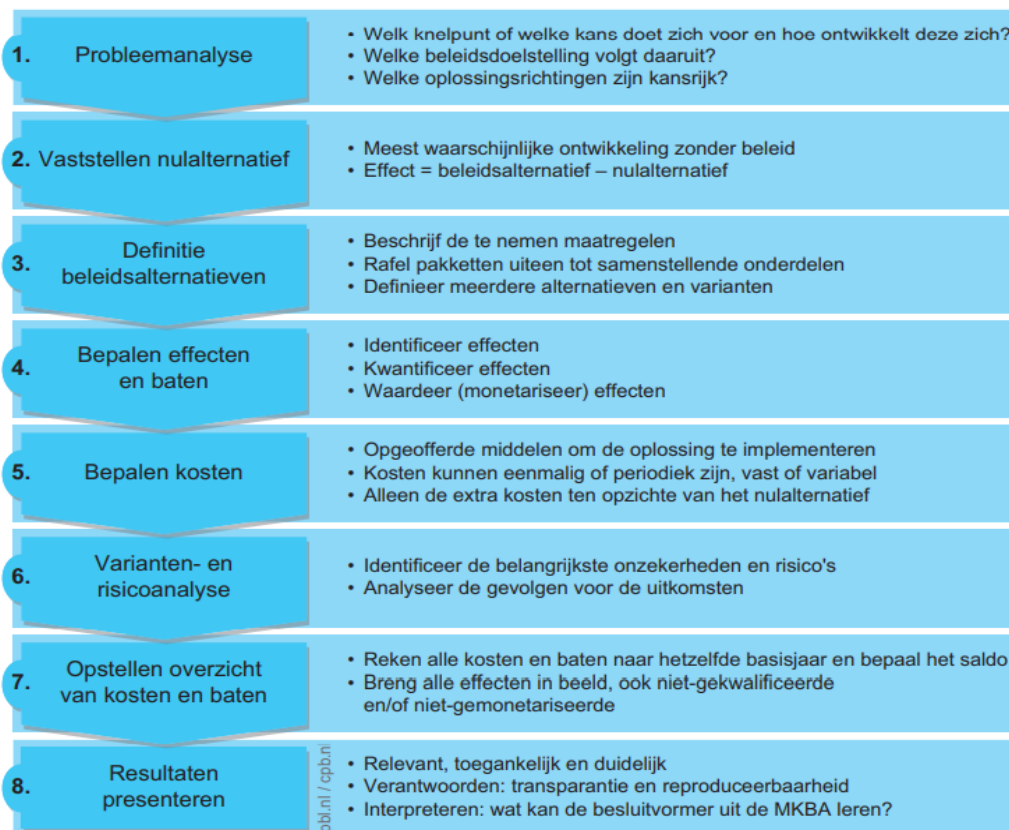 1. Probleemanalyse
• Welk knelpunt of welke kans doet zich voor en hoe ontwikkelt deze zich?
• Welke beleidsdoelstelling volgt daaruit?
• Welke oplossingsrichtingen zijn kansrijk?
2. Vaststellen nulalternatief
• Meest waarschijnlijke ontwikkeling zonder beleid
• Effect = beleidsalternatief – nulalternatief
3. Definitie
beleidsalternatieven
• Beschrijf de te nemen maatregelen
• Rafel pakketten uiteen tot samenstellende onderdelen
• Definieer meerdere alternatieven en varianten
4. Bepalen effecten
en baten
• Identificeer effecten
• Kwantificeer effecten
• Waardeer (monetariseer) effecten
5. Bepalen kosten
• Opgeofferde middelen om de oplossing te implementeren
• Kosten kunnen eenmalig of periodiek zijn, vast of variabel
• Alleen de extra kosten ten opzichte van het nulalternatief
6. Varianten- en
risicoanalyse
• Identificeer de belangrijkste onzekerheden en risico's
• Analyseer de gevolgen voor de uitkomsten
7. Opstellen overzicht
van kosten en baten
• Reken alle kosten en baten naar hetzelfde basisjaar en bepaal het saldo
• Breng alle effecten in beeld, ook niet-gekwalificeerde
en/of niet-gemonetariseerde
8. Resultaten
presenteren
• Relevant, toegankelijk en duidelijk
• Verantwoorden: transparantie en reproduceerbaarheid
• Interpreteren: wat kan de besluitvormer uit de MKBA leren?
pbl.nl / cpb.nl